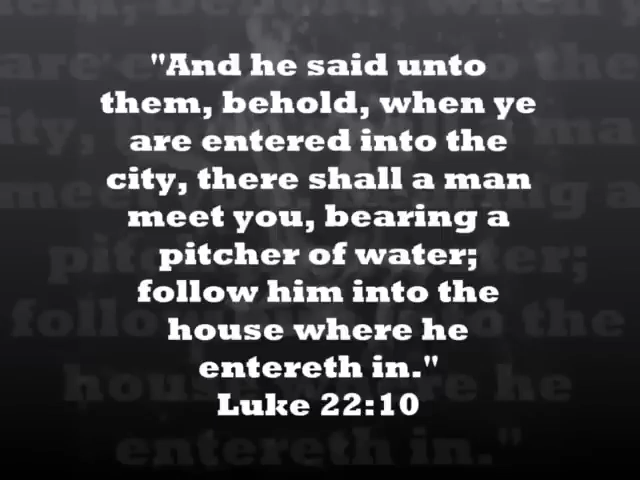 "And he said unto
them, behold, when ye
are entered into the
city, there shall a man
meet you, bearing a
pitcher of water;
follow him into the
house where he
entereth in."
Luke 22:10